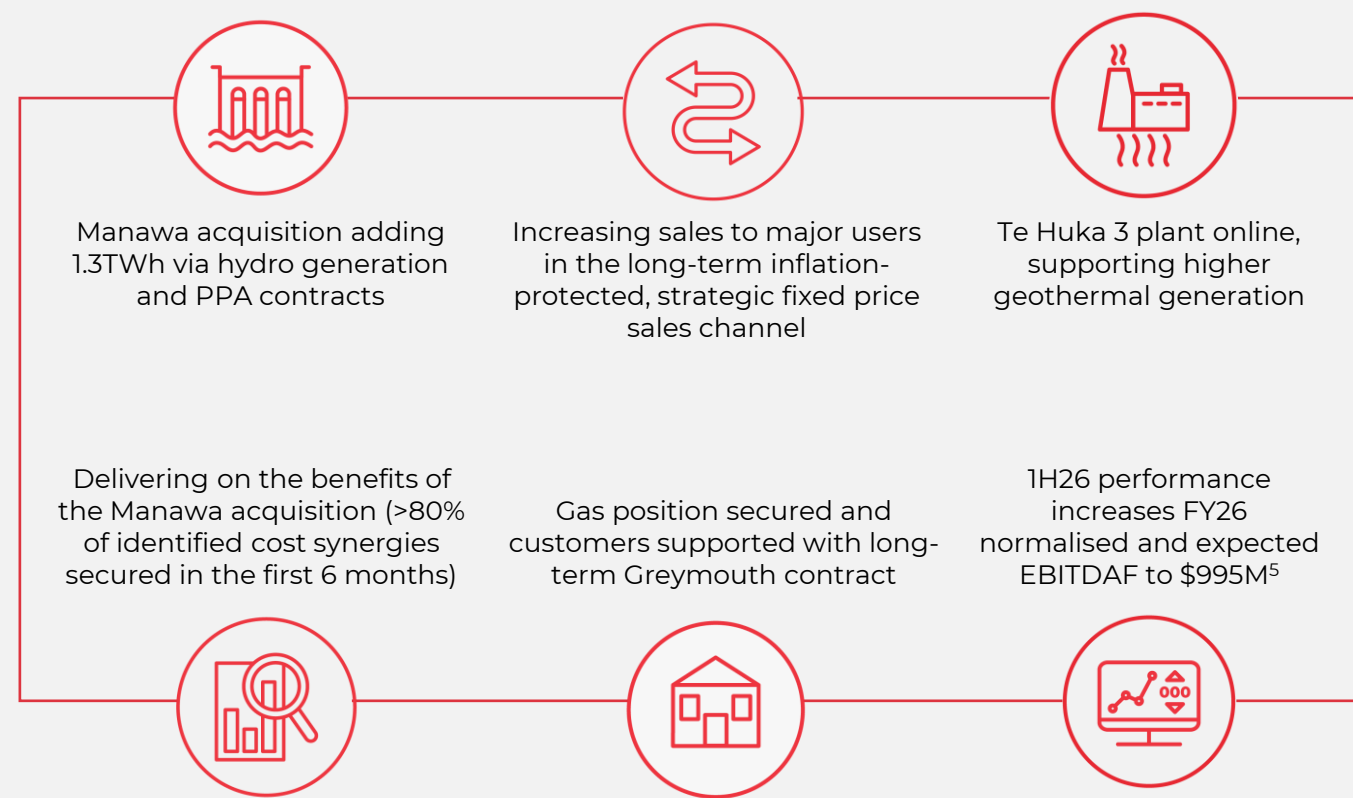 Manawa acquisition adding
1.3TWh via hydro generation
and PPA contracts
Increasing sales to major users
in the long-term inflation-
protected, strategic fixed price
sales channel
Te Huka 3 plant online,
supporting higher
geothermal generation
Delivering on the benefits of
the Manawa acquisition (>80%
of identified cost synergies
secured in the first 6 months)
Gas position secured and
customers supported with long-
term Greymouth contract
1H26 performance
increases FY26
normalised and expected
EBITDAF to $995M⁵
000